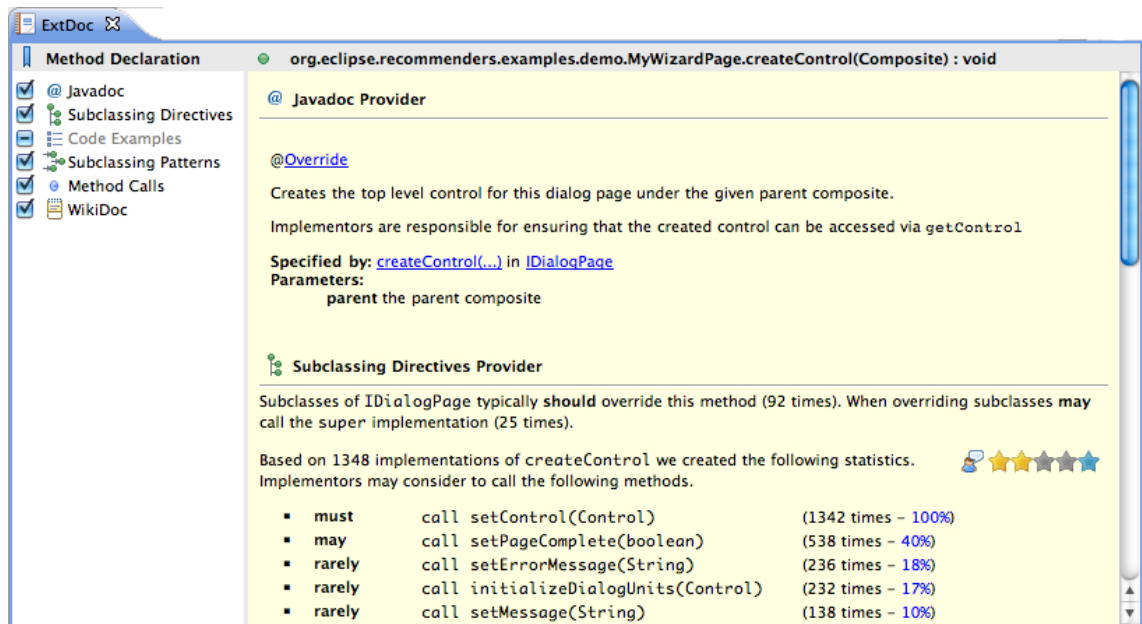 ExtDoc
Method Declaration
org.eclipse.recommenders.examples.demo.MyWizardPage.createControl(Composite) : void
@ Javadoc
Subclassing Directives
Code Examples
Subclassing Patterns
Method Calls
WikiDoc
@ Javadoc Provider
@Override
Creates the top level control for this dialog page under the given parent composite.
Implementors are responsible for ensuring that the created control can be accessed via getControl
Specified by: createControl(...) in IDialogPage
Parameters:
parent the parent composite
Subclassing Directives Provider
Subclasses of IDialogPage typically should override this method (92 times). When overriding subclasses may
call the super implementation (25 times).
Based on 1348 implementations of createControl we created the following statistics.
Implementors may consider to call the following methods.
▪ must call setControl(Control) (1342 times – 100%)
▪ may call setPageComplete(boolean) (538 times – 40%)
▪ rarely call setErrorMessage(String) (236 times – 18%)
▪ rarely call initializeDialogUnits(Control) (232 times – 17%)
▪ rarely call setMessage(String) (138 times – 10%)